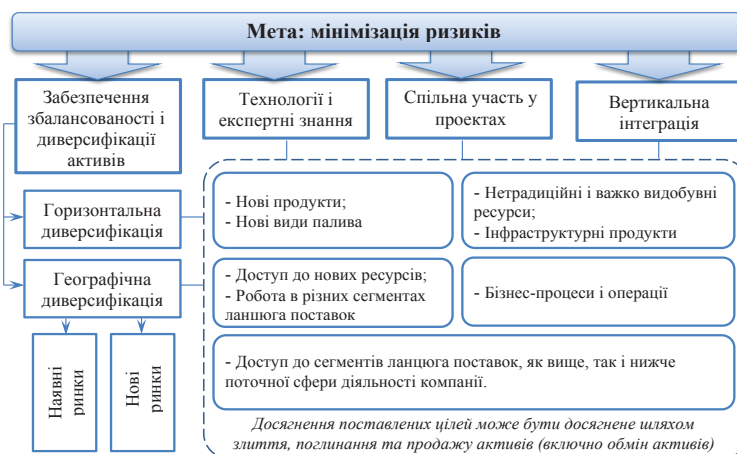 Мета: мінімізація ризиків
Забезпечення
збалансованості і
диверсифікації
активів
Технології і
експертні знання
Спільна участь у
проектах
Вертикальна
інтеграція
Горизонтальна
диверсифікація
- Нові продукти;
- Нові види палива
- Нетрадиційні і важко видобувні
ресурси;
- Інфраструктурні продукти
Географічна
диверсифікація
- Доступ до нових ресурсів;
- Робота в різних сегментах
ланцюга поставок
- Бізнес-процеси і операції
Наявні
ринки
Нові
ринки
- Доступ до сегментів ланцюга поставок, як вище, так і нижче
поточної сфери діяльності компанії.
Досягнення поставлених цілей може бути досягнене шляхом
злиття, поглинання та продажу активів (включно обмін активів)